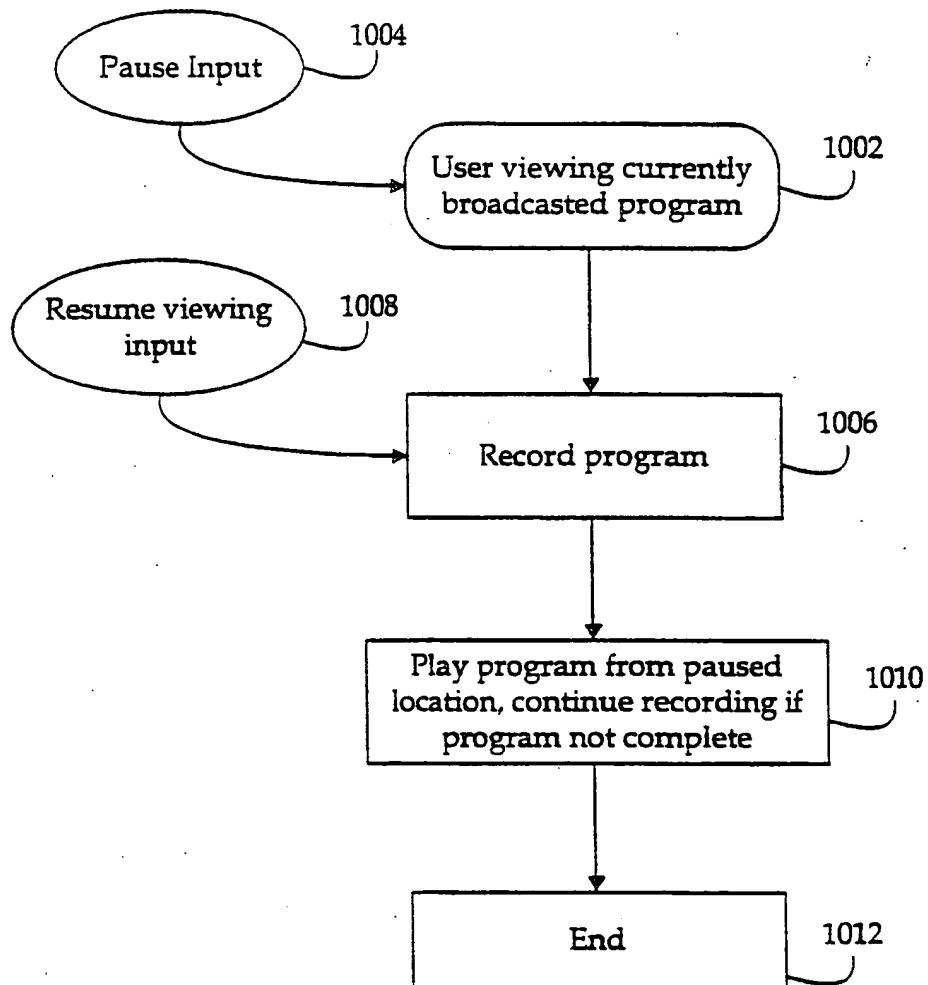 1004
Pause Input
1002
User viewing currently
broadcasted program
1008
Resume viewing
input
1006
Record program
1010
Play program from paused
location, continue recording if
program not complete
End
1012